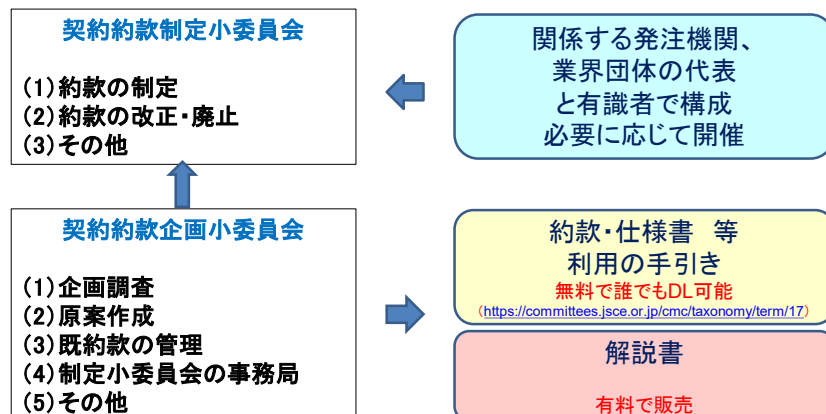 契約約款制定小委員会
(1)約款の制定
(2)約款の改正・廃止
(3)その他
関係する発注機関、
業界団体の代表
と有識者で構成
必要に応じて開催
契約約款企画小委員会
(1)企画調査
(2)原案作成
(3)既約款の管理
(4)制定小委員会の事務局
(5)その他
約款・仕様書　等
利用の手引き
無料で誰でもDL可能
(https://committees.jsce.or.jp/cmc/taxonomy/term/17)
解説書
有料で販売